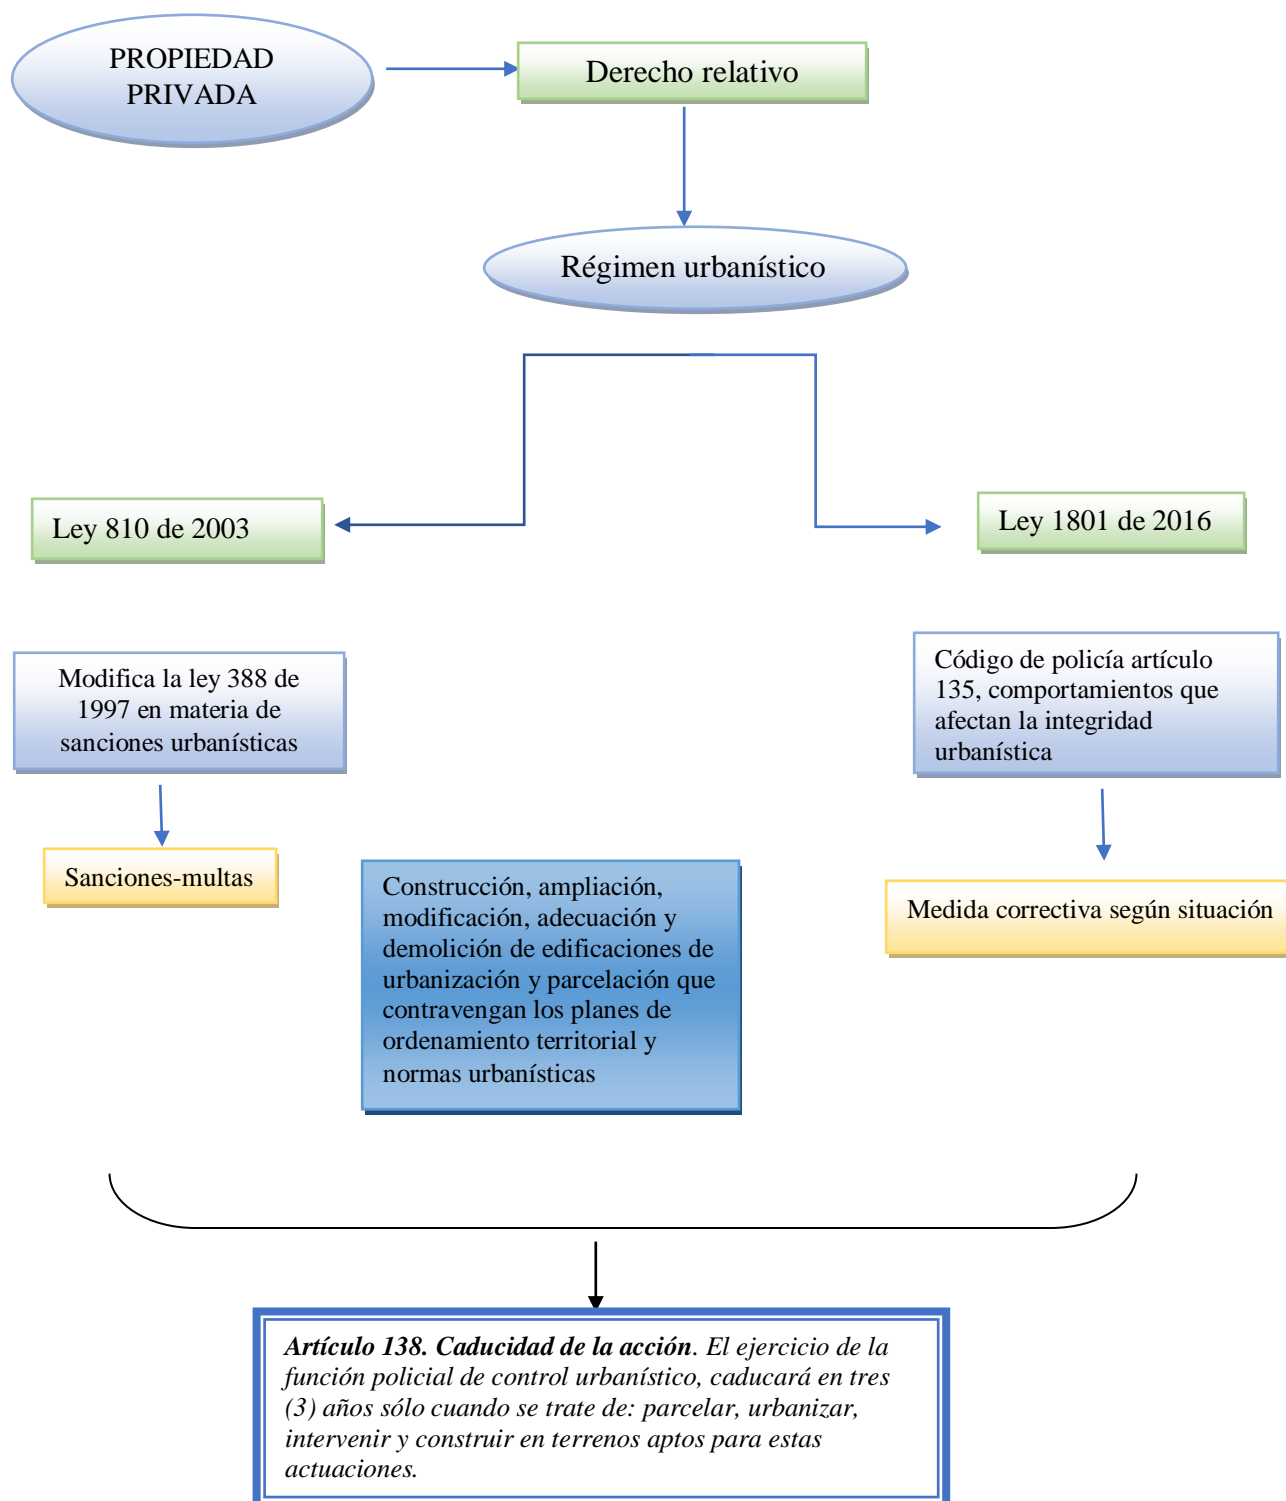 PROPIEDAD
PRIVADA
Derecho relativo
Régimen urbanístico
Ley 810 de 2003
Ley 1801 de 2016
Modifica la ley 388 de
1997 en materia de
sanciones urbanísticas
Código de policía artículo
135, comportamientos que
afectan la integridad
urbanística
Sanciones-multas
Construcción, ampliación,
modificación, adecuación y
demolición de edificaciones de
urbanización y parcelación que
contravengan los planes de
ordenamiento territorial y
normas urbanísticas
Medida correctiva según situación
Artículo 138. Caducidad de la acción. El ejercicio de la
función policial de control urbanístico, caducará en tres
(3) años sólo cuando se trate de: parcelar, urbanizar,
intervenir y construir en terrenos aptos para estas
actuaciones.